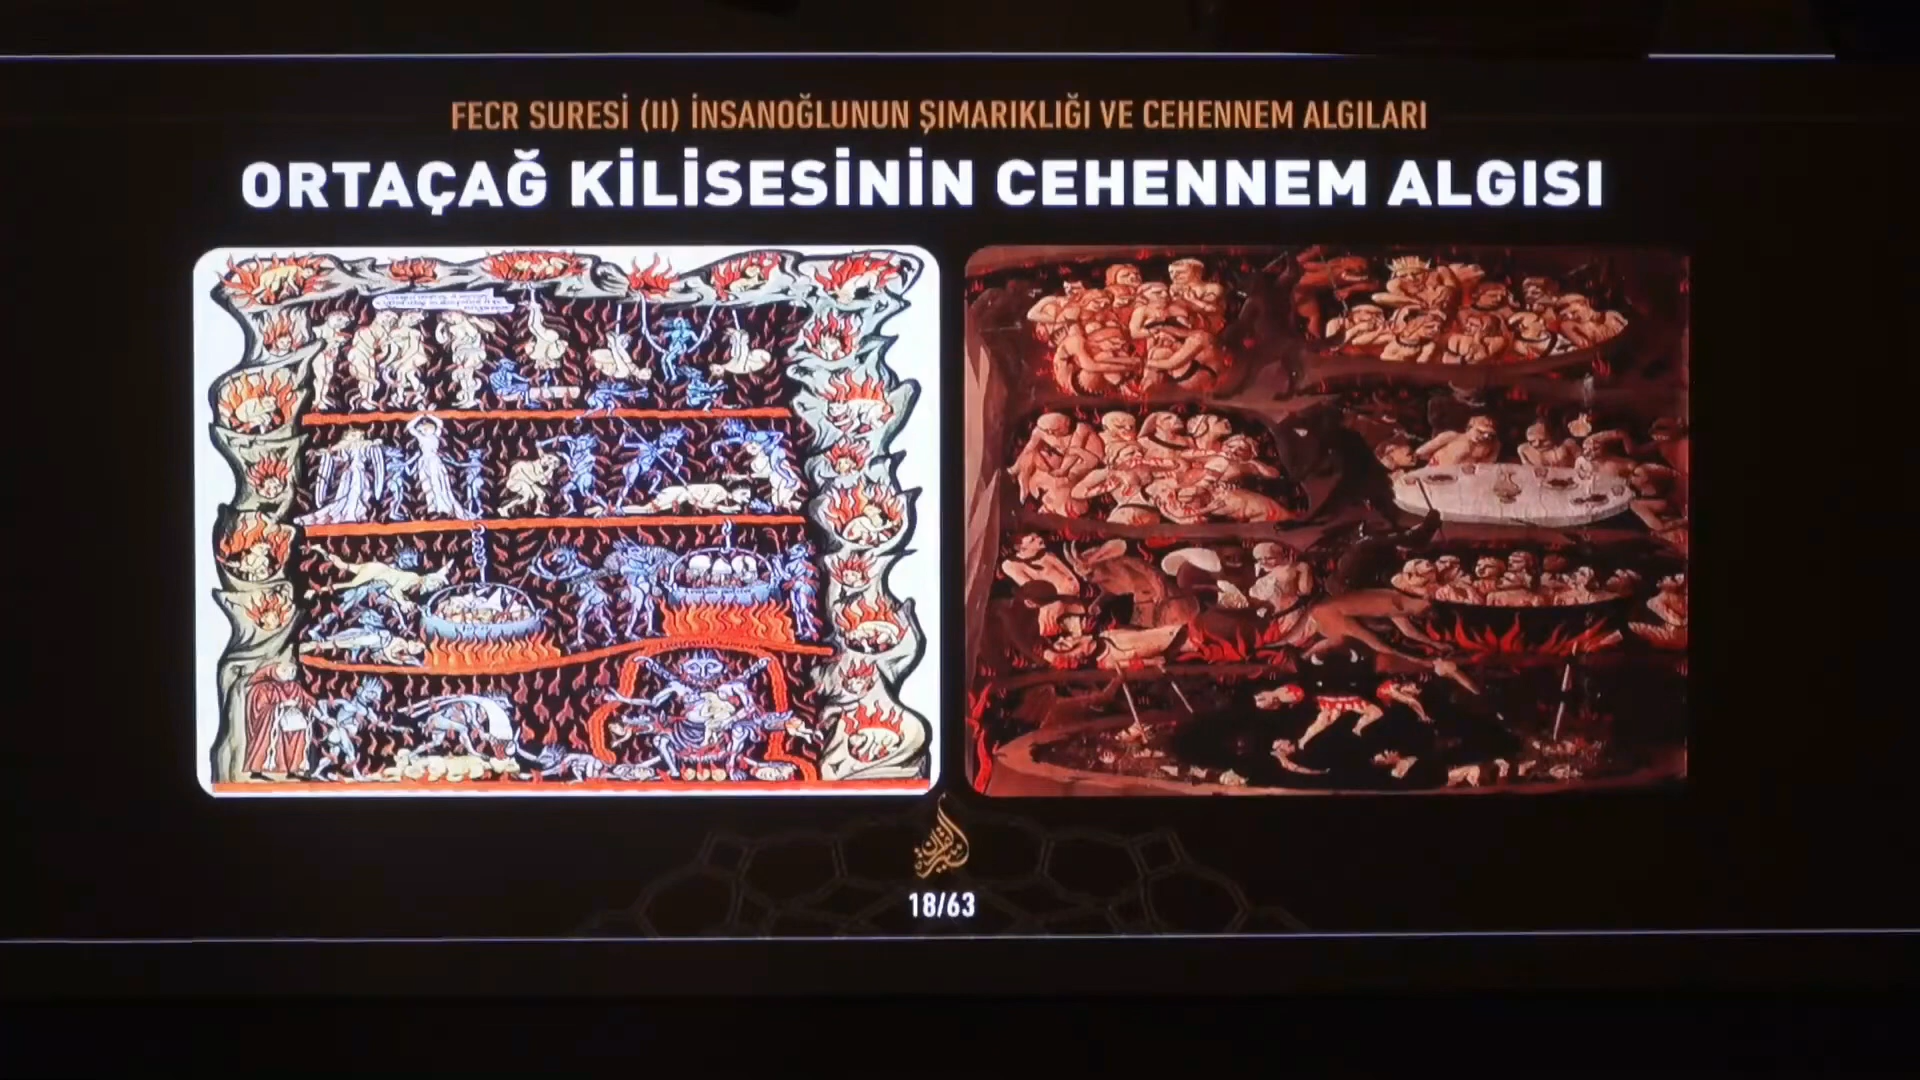 FECR SURESİ (II) İNSANOĞLUNUN ŞIMARIKLIĞI VE CEHENNEM ALGILARI
ORTAÇAĞ KİLİSESİNİN CEHENNEM ALGISI
18/63